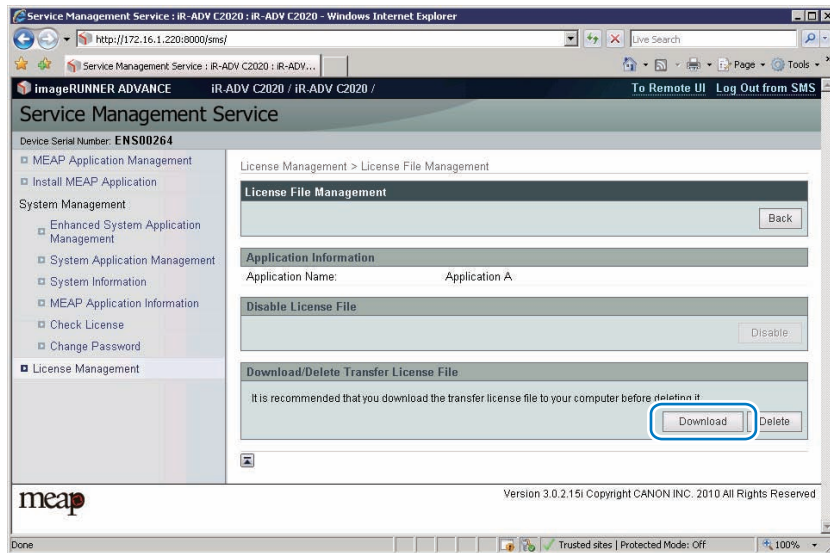 Service Management Service : iR-ADV C2020 : iR-ADV C2020 - Windows Internet Explorer
http://172.16.1.220:8000/sms/
Live Search
Service Management Service : iR-ADV C2020 : iR-ADV...
Page
Tools
imageRUNNER ADVANCE iR-ADV C2020 / iR-ADV C2020 / To Remote UI Log Out from SMS
Service Management Service
Device Serial Number: ENS00264
MEAP Application Management
Install MEAP Application
System Management
Enhanced System Application
Management
System Application Management
System Information
MEAP Application Information
Check License
Change Password
License Management
License Management > License File Management
License File Management
Back
Application Information
Application Name: Application A
Disable License File
Disable
Download/Delete Transfer License File
It is recommended that you download the transfer license file to your computer before deleting it.
Download Delete
meap
Version 3.0.2.15i Copyright CANON INC. 2010 All Rights Reserved
Done Trusted sites | Protected Mode: Off 100%